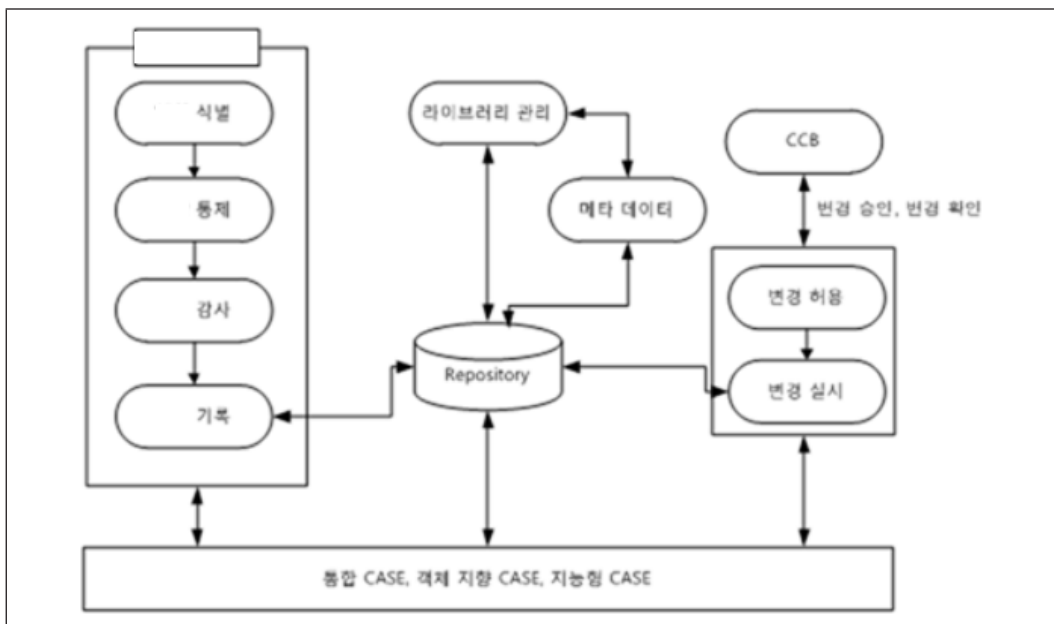 식별
통제
감사
기록
라이브러리 관리
메타 데이터
Repository
CCB
변경 승인, 변경 확인
변경 허용
변경 실시
통합 CASE, 객체 지향 CASE, 지능형 CASE